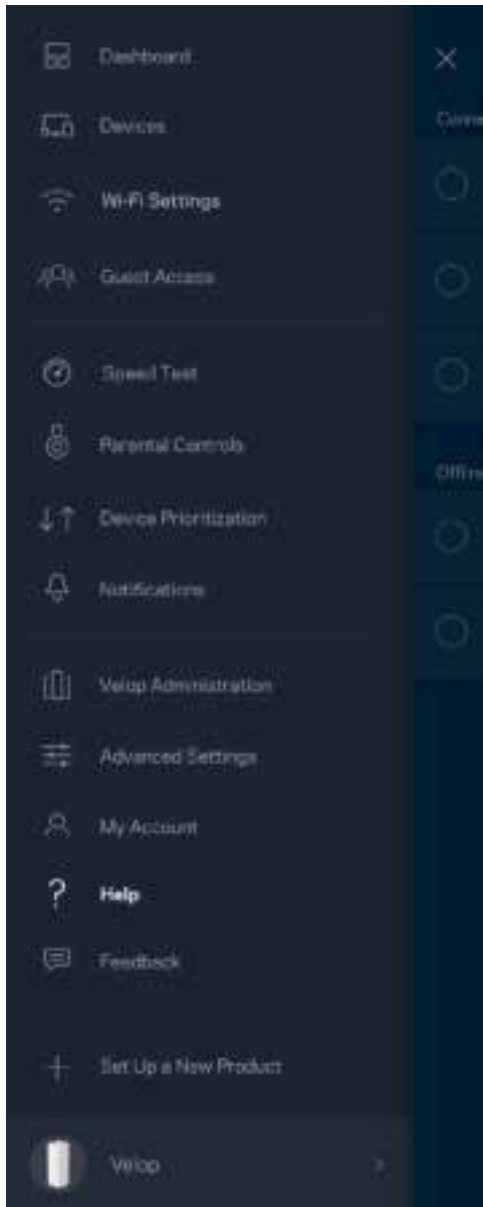 Dashboard
Devices
Wi-Fi Settings
Guest Access
Speed Test
Parental Controls
Device Prioritization
Notifications
Velop Administration
Advanced Settings
My Account
Help
Feedback
Set Up a New Product
Velop
Offline